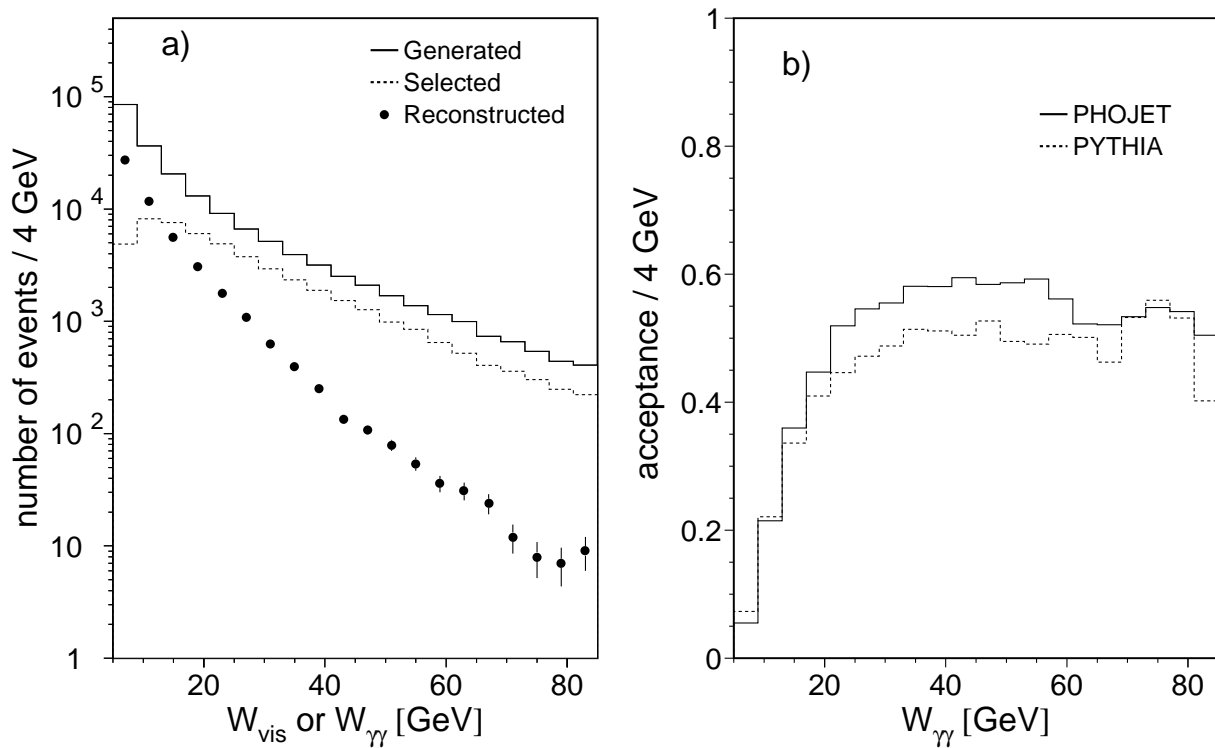 a)
Generated
Selected
Reconstructed
number of events / 4 GeV
10^5
10^4
10^3
10^2
10
1
20 40 60 80
W_vis or W_γγ [GeV]
b)
PHOJET
PYTHIA
acceptance / 4 GeV
1
0.8
0.6
0.4
0.2
0
20 40 60 80
W_γγ [GeV]